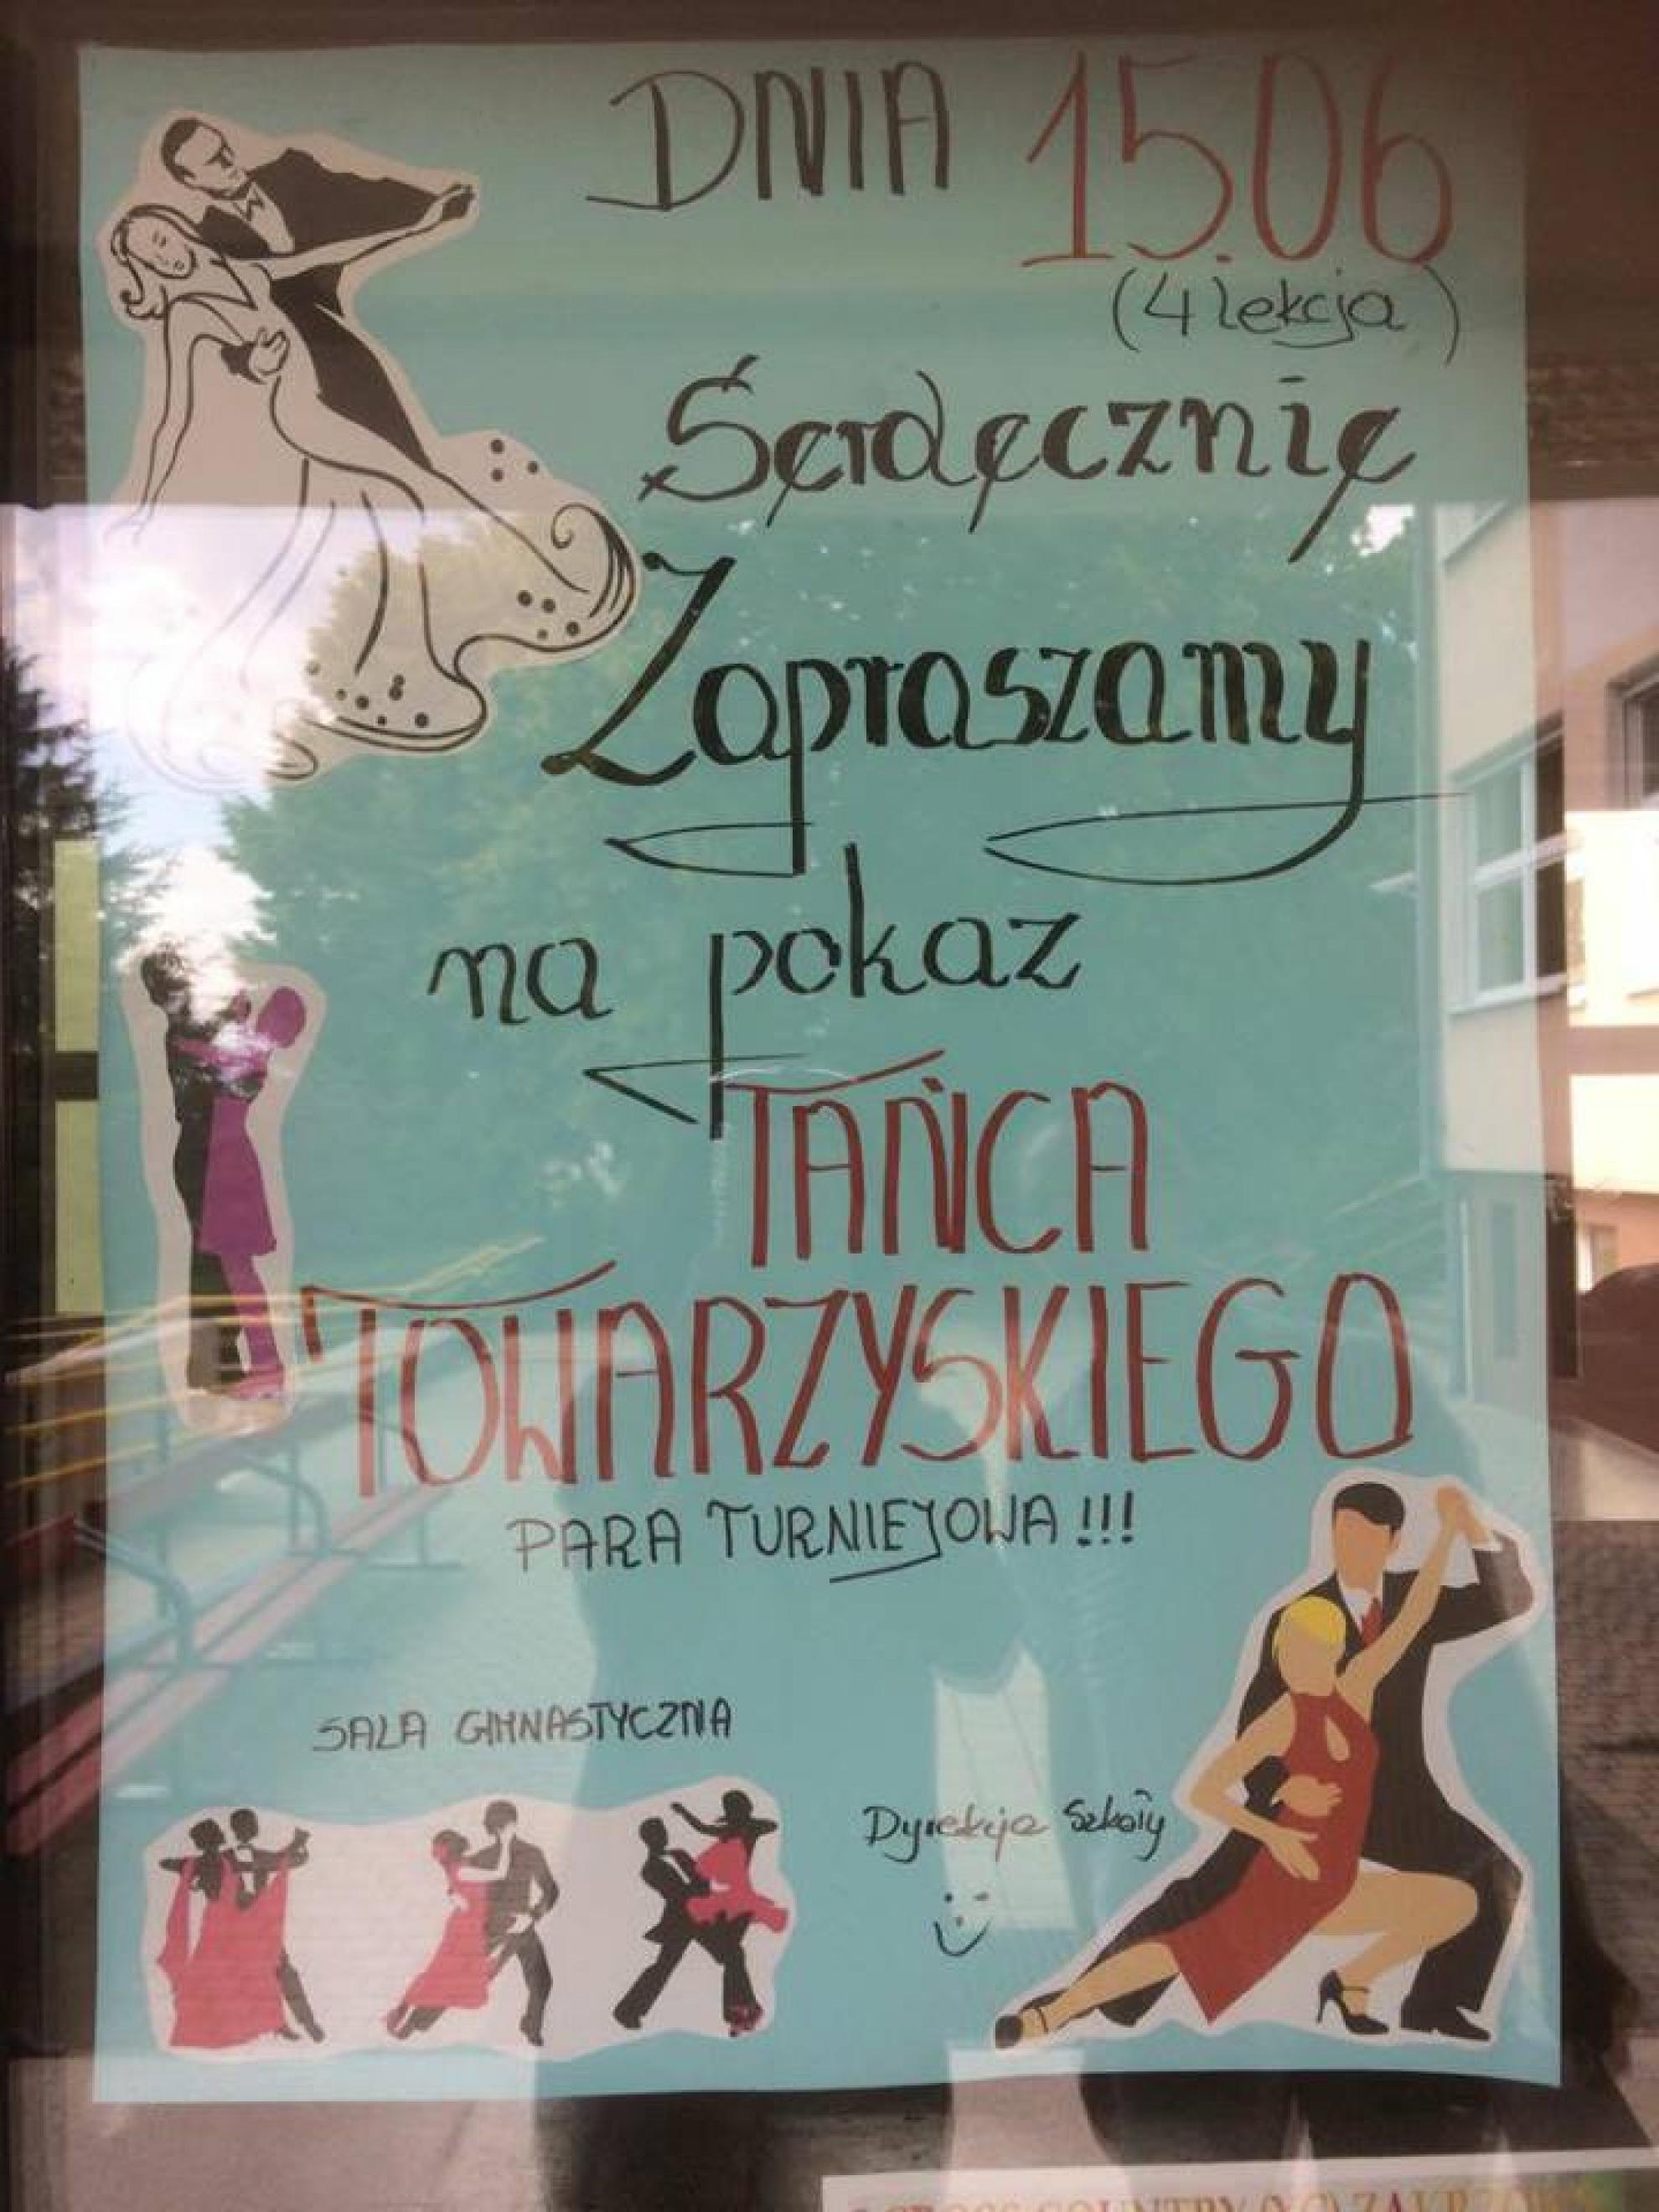 DNIA 15.06
(4 lekcja)
Serdecznie
Zapraszamy
na pokaz
TAŃCA
TOWARZYSKIEGO
PARA TURNIEJOWA !!!
SALA GIMNASTYCZNA
Dyrekcja Szkoły